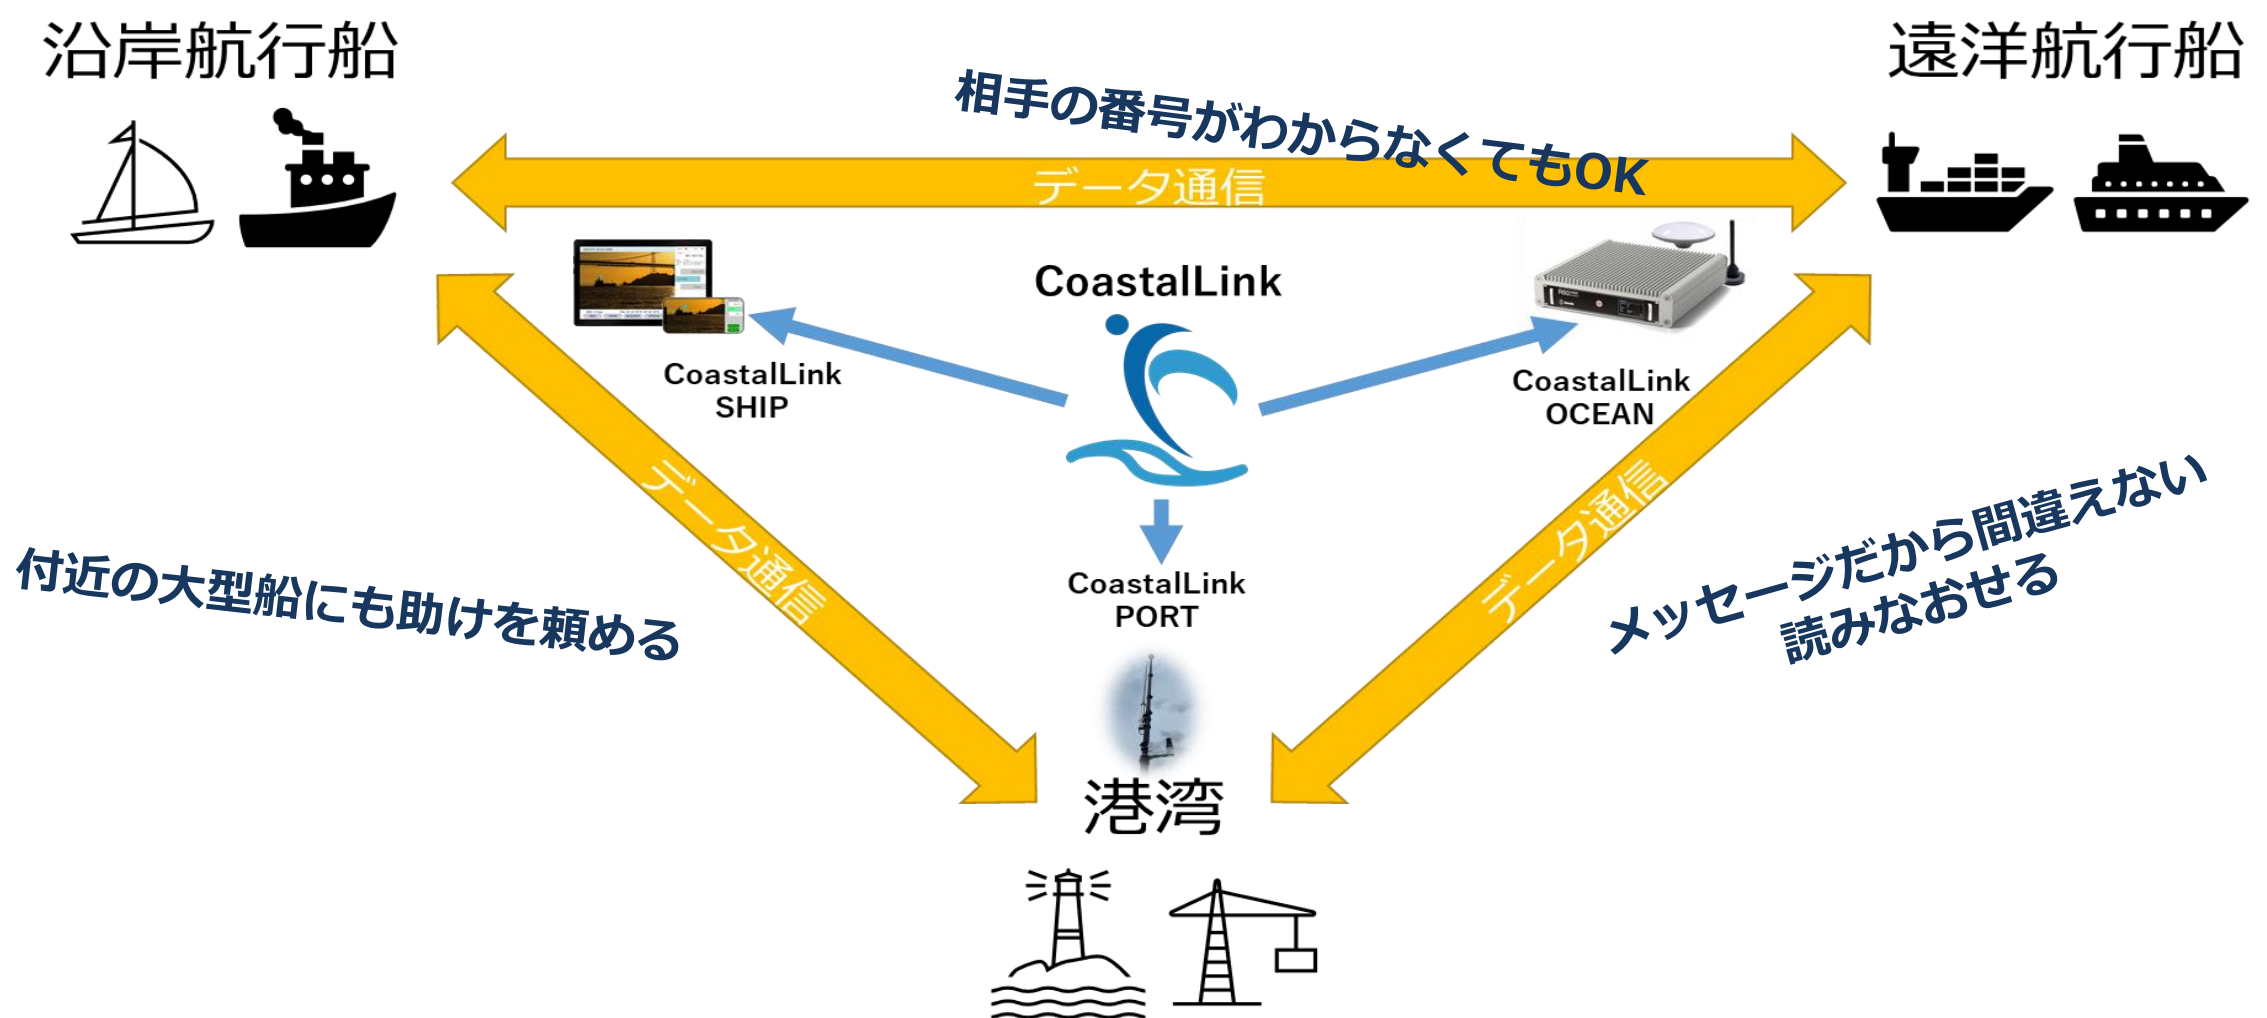 沿岸航行船
遠洋航行船
相手の番号がわからなくてもOK
データ通信
CoastalLink
CoastalLink
SHIP
CoastalLink
OCEAN
データ通信
データ通信
メッセージだから間違えない
読みなおせる
付近の大型船にも助けを頼める
CoastalLink
PORT
港湾